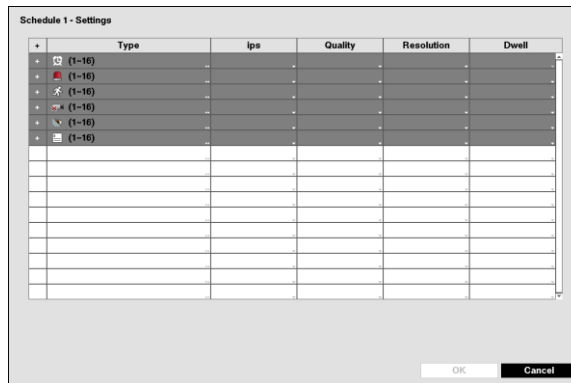 Schedule 1 - Settings
+ Type ips Quality Resolution Dwell
+ (1~16)
+ (1~16)
+ (1~16)
+ (1~16)
+ (1~16)
+ (1~16)
OK Cancel